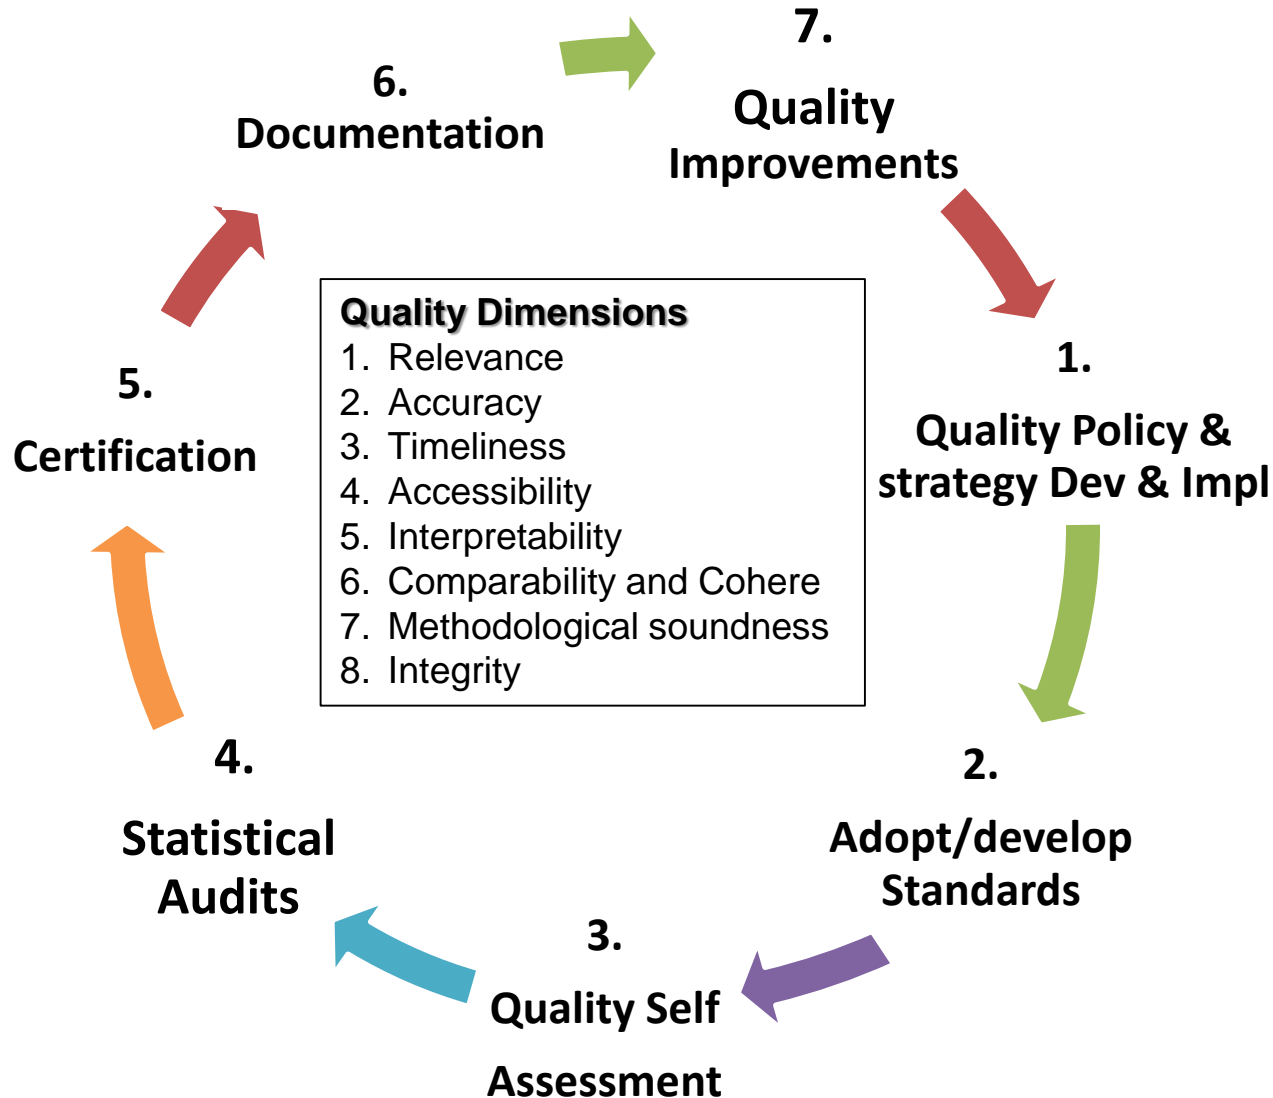 7.
Quality
Improvements
1.
Quality Policy &
strategy Dev & Impl
2.
Adopt/develop
Standards
3.
Quality Self
Assessment
4.
Statistical
Audits
5.
Certification
6.
Documentation
Quality Dimensions
1. Relevance
2. Accuracy
3. Timeliness
4. Accessibility
5. Interpretability
6. Comparability and Cohere
7. Methodological soundness
8. Integrity